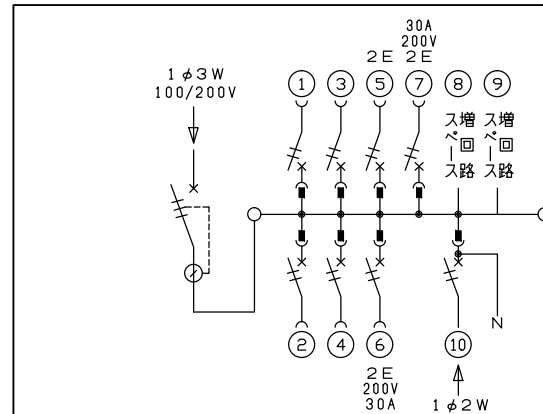 1φ3W
100/200V
30A
200V
2E 2E
1 3 5 7 8 9
増回路
スペース
増回路
スペース
N
2 4 6 10
2E
200V
30A
1φ2W